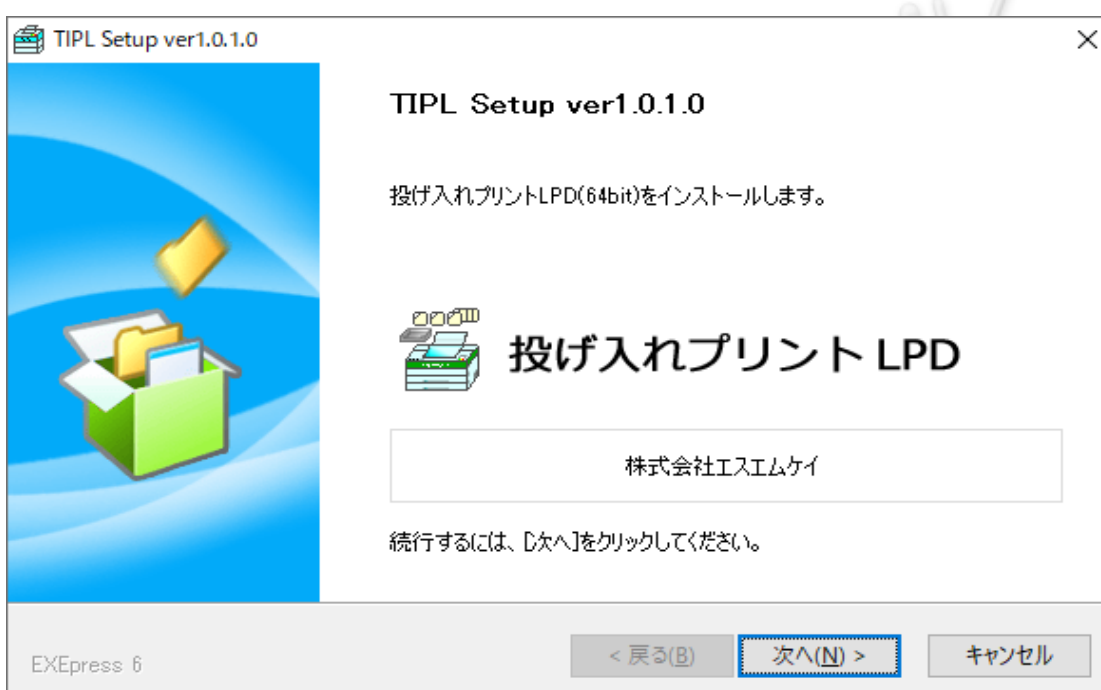 TIPL Setup ver1.0.1.0
TIPL Setup ver1.0.1.0
投げ入れプリントLPD(64bit)をインストールします。
投げ入れプリント LPD
株式会社エスエムケイ
続行するには、[次へ]をクリックしてください。
EXEpress 6
< 戻る(B)
次へ(N) >
キャンセル